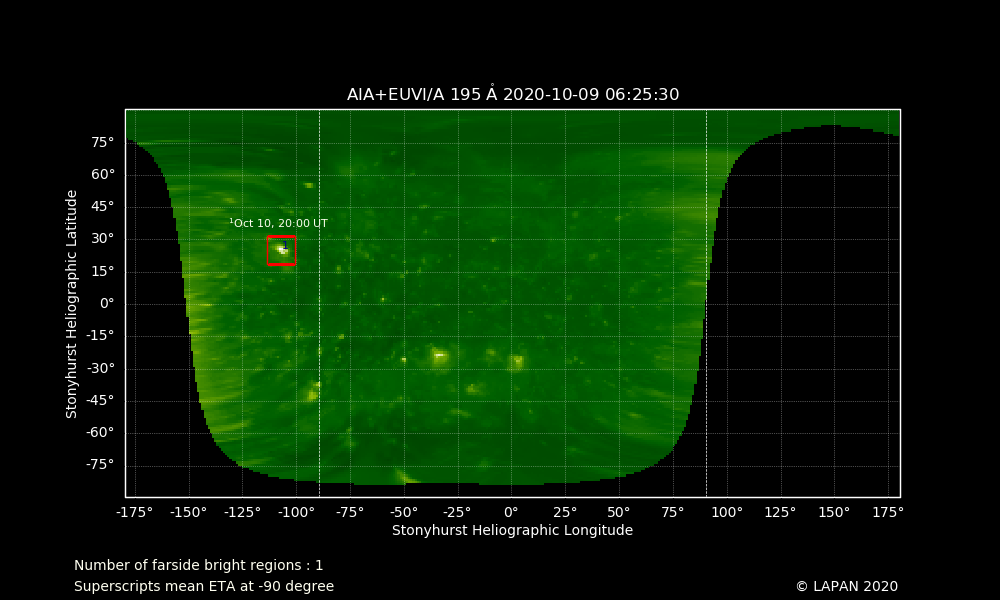 AIA+EUVI/A 195 Å 2020-10-09 06:25:30
Stonyhurst Heliographic Latitude
75°
60°
45°
30°
15°
0°
-15°
-30°
-45°
-60°
-75°
¹Oct 10, 20:00 UT
-175° -150° -125° -100° -75° -50° -25° 0° 25° 50° 75° 100° 125° 150° 175°
Stonyhurst Heliographic Longitude
Number of farside bright regions : 1
Superscripts mean ETA at -90 degree
© LAPAN 2020